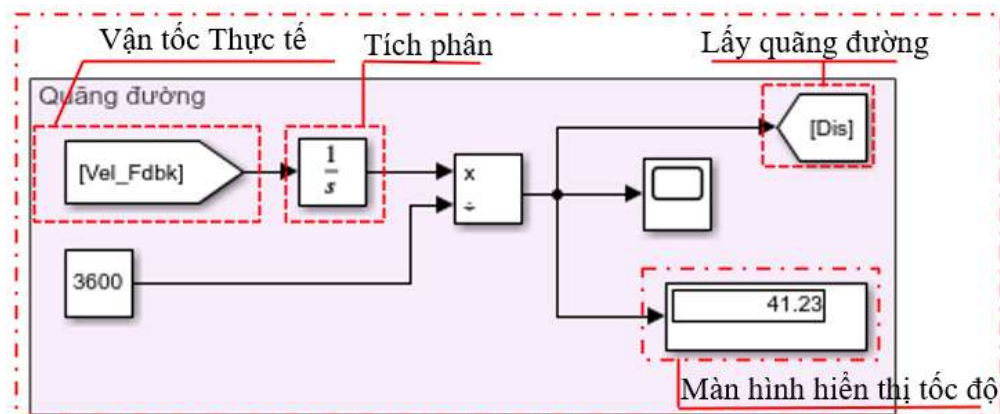 Vận tốc Thực tế
Tích phân
Lấy quãng đường
Quãng đường
[Vel_Fdbk]
1
s
x
÷
[Dis]
3600
41.23
Màn hình hiển thị tốc độ